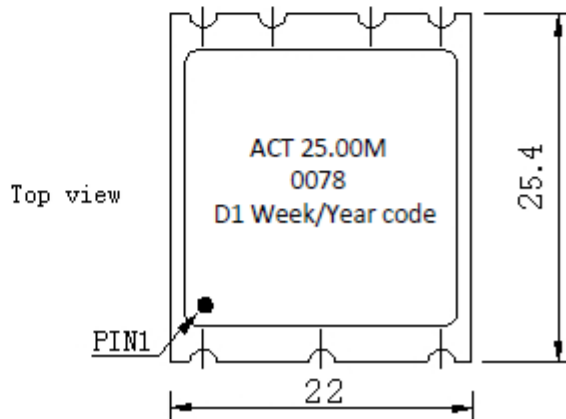 ACT 25.00M
0078
D1 Week/Year code
Top view
25.4
PIN1
22